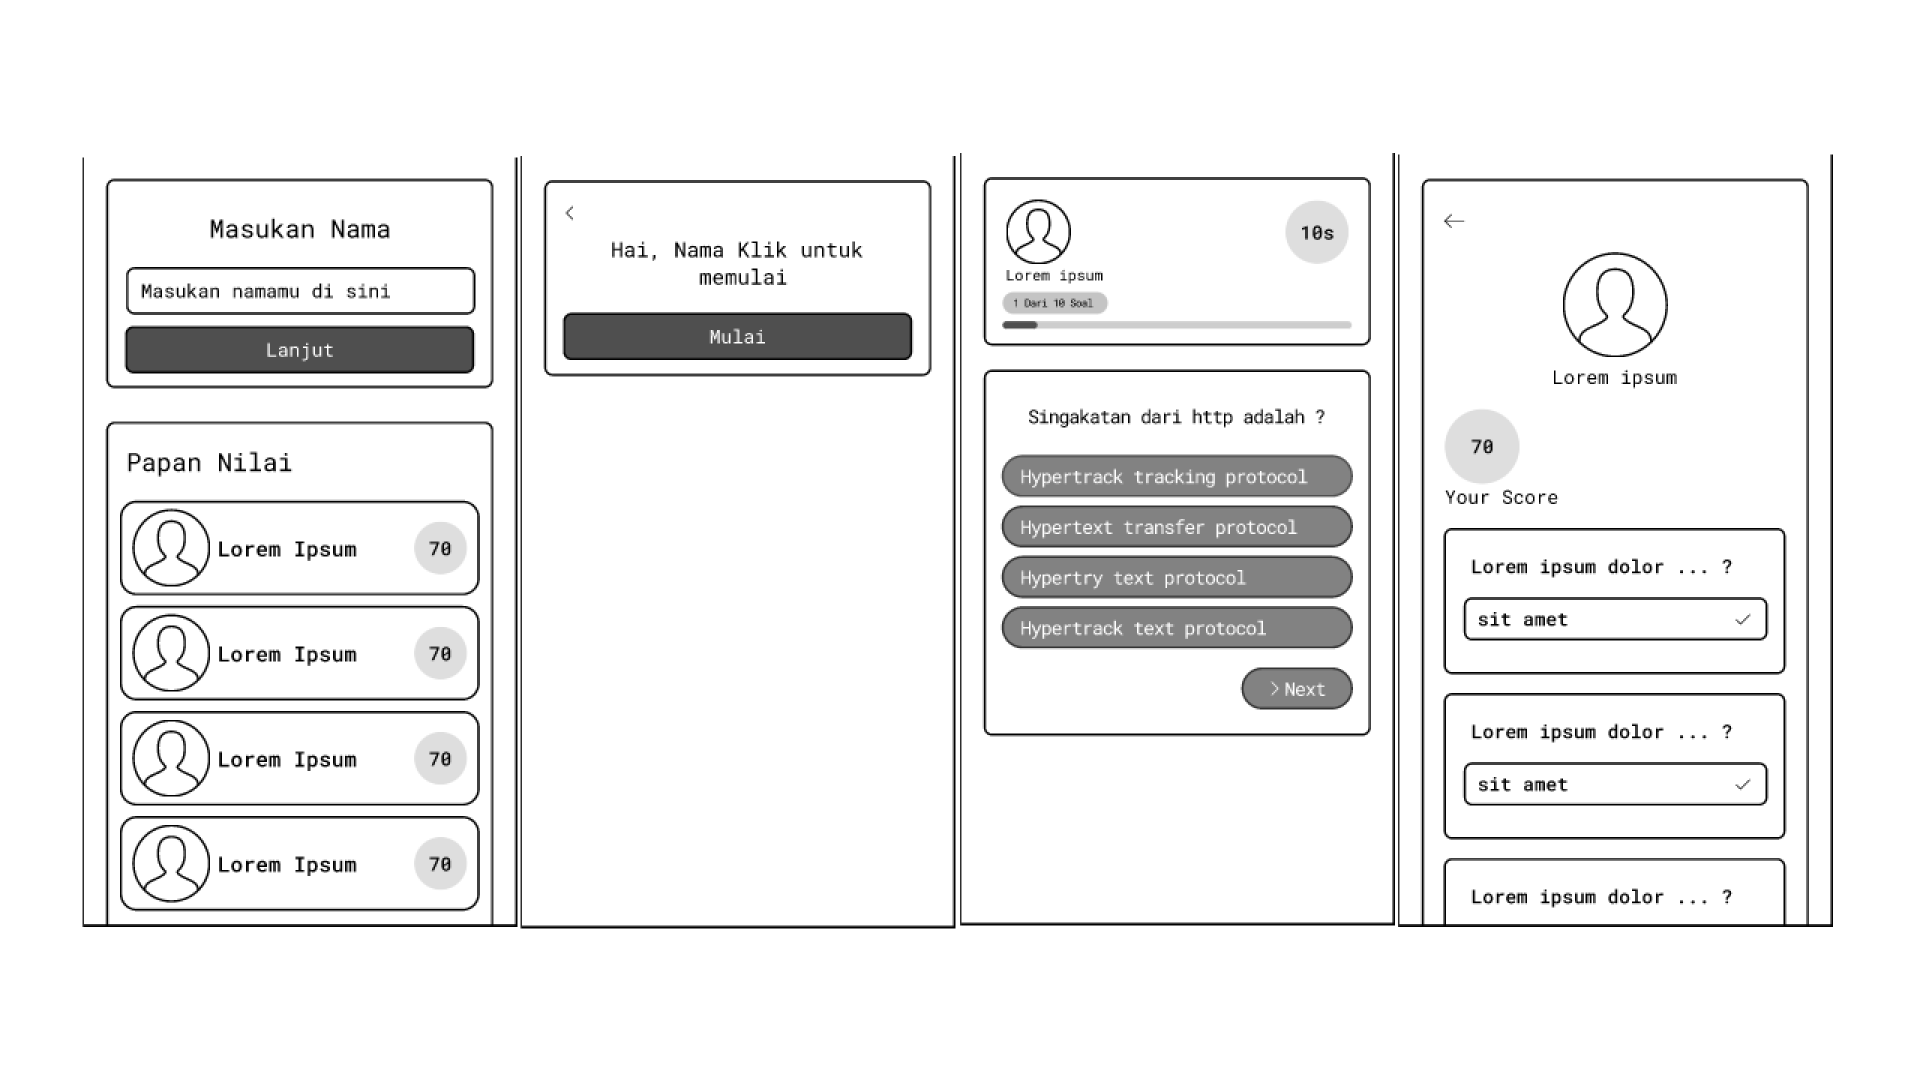 Masukan Nama
Masukan namamu di sini
Lanjut
Papan Nilai
Lorem Ipsum 70
Lorem Ipsum 70
Lorem Ipsum 70
Lorem Ipsum 70
Hai, Nama Klik untuk
memulai
Mulai
10s
Lorem ipsum
1 Dari 10 Soal
Singakatan dari http adalah ?
Hypertrack tracking protocol
Hypertext transfer protocol
Hypertry text protocol
Hypertrack text protocol
Next
Lorem ipsum
70
Your Score
Lorem ipsum dolor ... ?
sit amet
Lorem ipsum dolor ... ?
sit amet
Lorem ipsum dolor ... ?